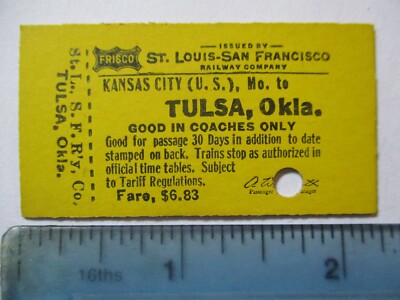 ISSUED BY
FRISCO ST. LOUIS-SAN FRANCISCO
RAILWAY COMPANY
KANSAS CITY (U. S.), Mo. to
TULSA, Okla.
GOOD IN COACHES ONLY
Good for passage 30 Days in addition to date
stamped on back. Trains stop as authorized in
official time tables. Subject
to Tariff Regulations.
Fare, $6.83
Passenger
St. L., S. F. R'y, Co.
TULSA, Okla.
16ths 1 2